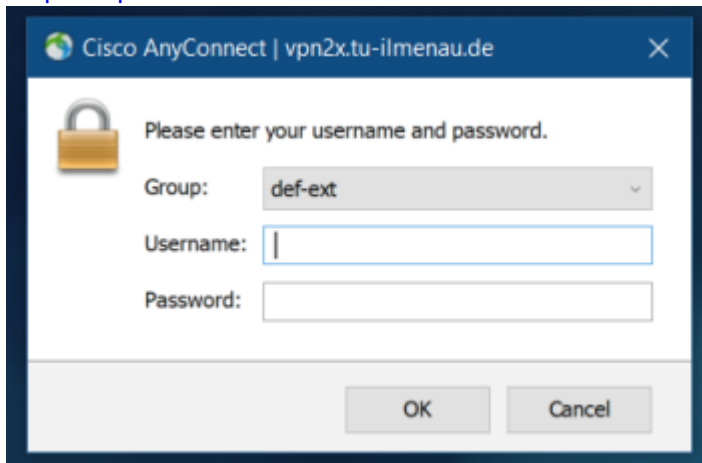 Cisco AnyConnect | vpn2x.tu-ilmenau.de
Please enter your username and password.
Group: def-ext
Username:
Password:
OK Cancel